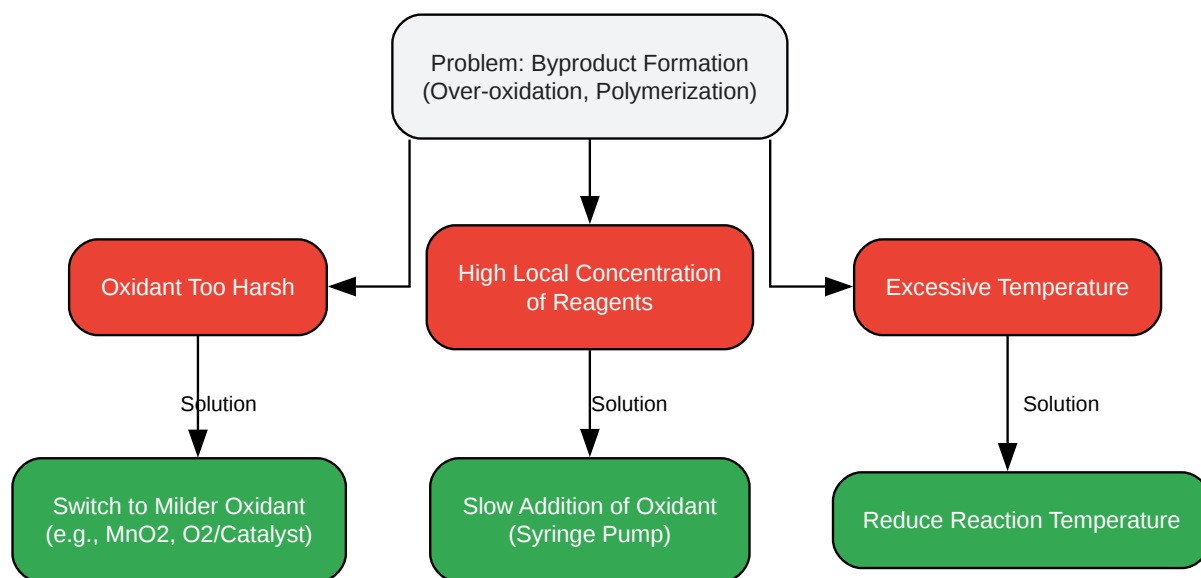 Problem: Byproduct Formation
(Over-oxidation, Polymerization)
Oxidant Too Harsh
High Local Concentration
of Reagents
Excessive Temperature
Solution
Solution
Solution
Switch to Milder Oxidant
(e.g., MnO2, O2/Catalyst)
Slow Addition of Oxidant
(Syringe Pump)
Reduce Reaction Temperature